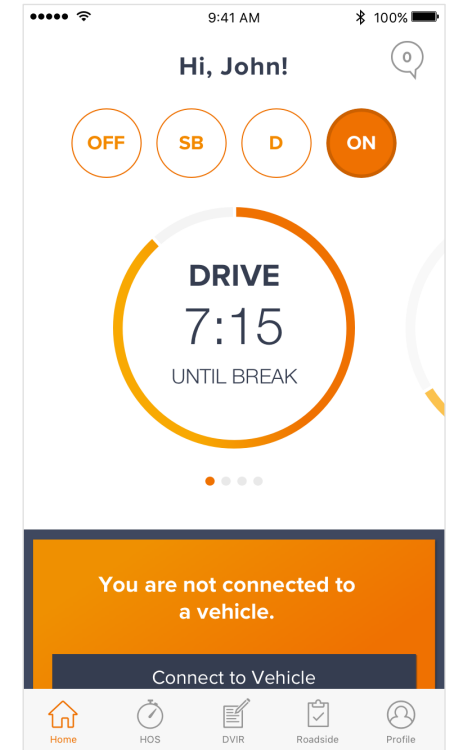 9:41 AM 100%
Hi, John!
0
OFF SB D ON
DRIVE
7:15
UNTIL BREAK
You are not connected to
a vehicle.
Connect to Vehicle
Home HOS DVIR Roadside Profile